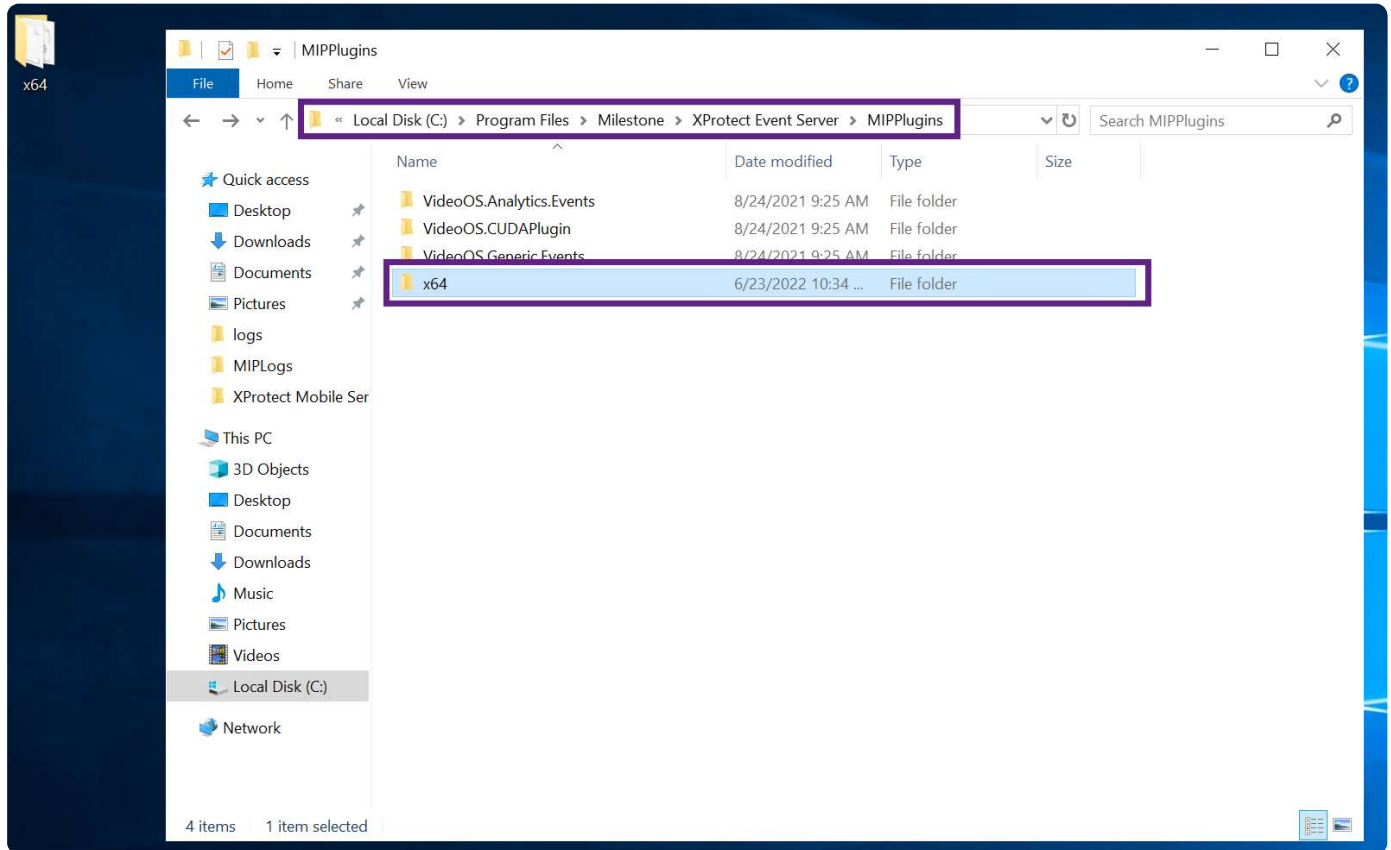 x64
MIPPlugins
File Home Share View
« Local Disk (C:) > Program Files > Milestone > XProtect Event Server > MIPPlugins
Search MIPPlugins
Name Date modified Type Size
Quick access
Desktop
Downloads
Documents
Pictures
logs
MIPLogs
XProtect Mobile Ser
This PC
3D Objects
Desktop
Documents
Downloads
Music
Pictures
Videos
Local Disk (C:)
Network
VideoOS.Analytics.Events 8/24/2021 9:25 AM File folder
VideoOS.CUDAPlugin 8/24/2021 9:25 AM File folder
VideoOS.Generic.Events 8/24/2021 9:25 AM File folder
x64 6/23/2022 10:34 ... File folder
4 items 1 item selected